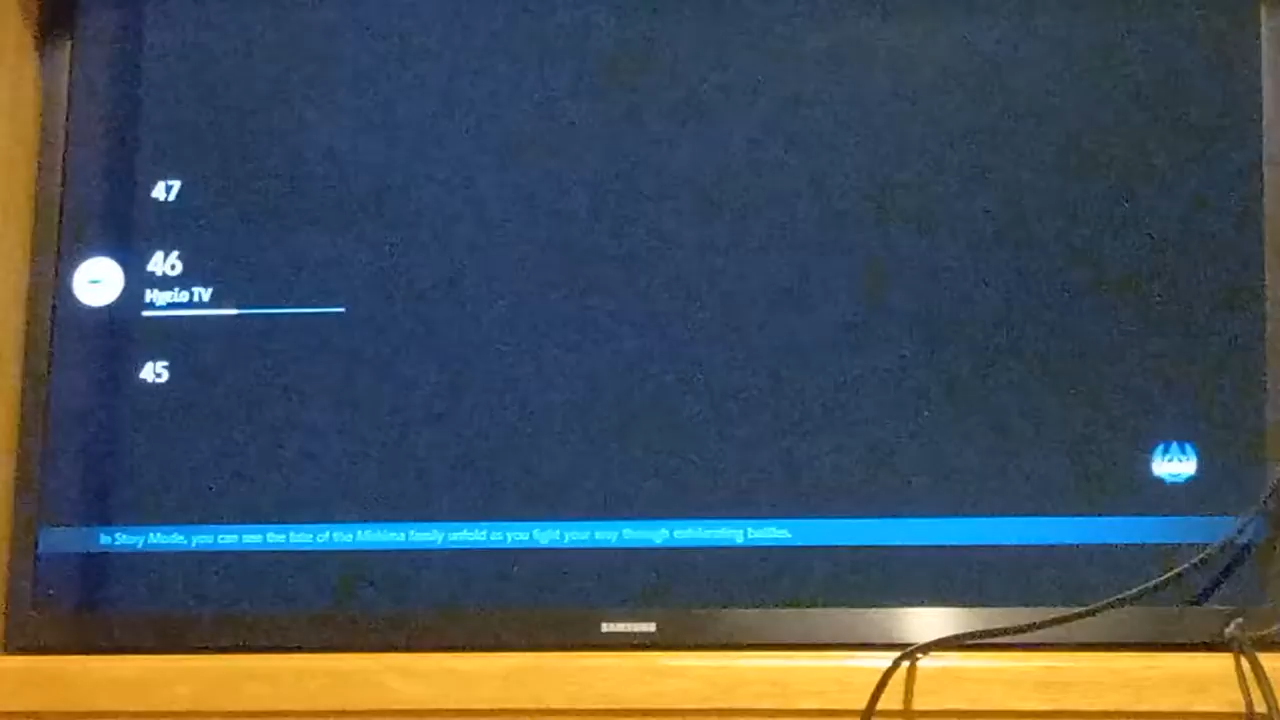 47
46
Hgcio TV
45
In Story Mode, you can see the fate of the Mishima family unfold as you fight your way through exhilarating battles.
SAMSUNG